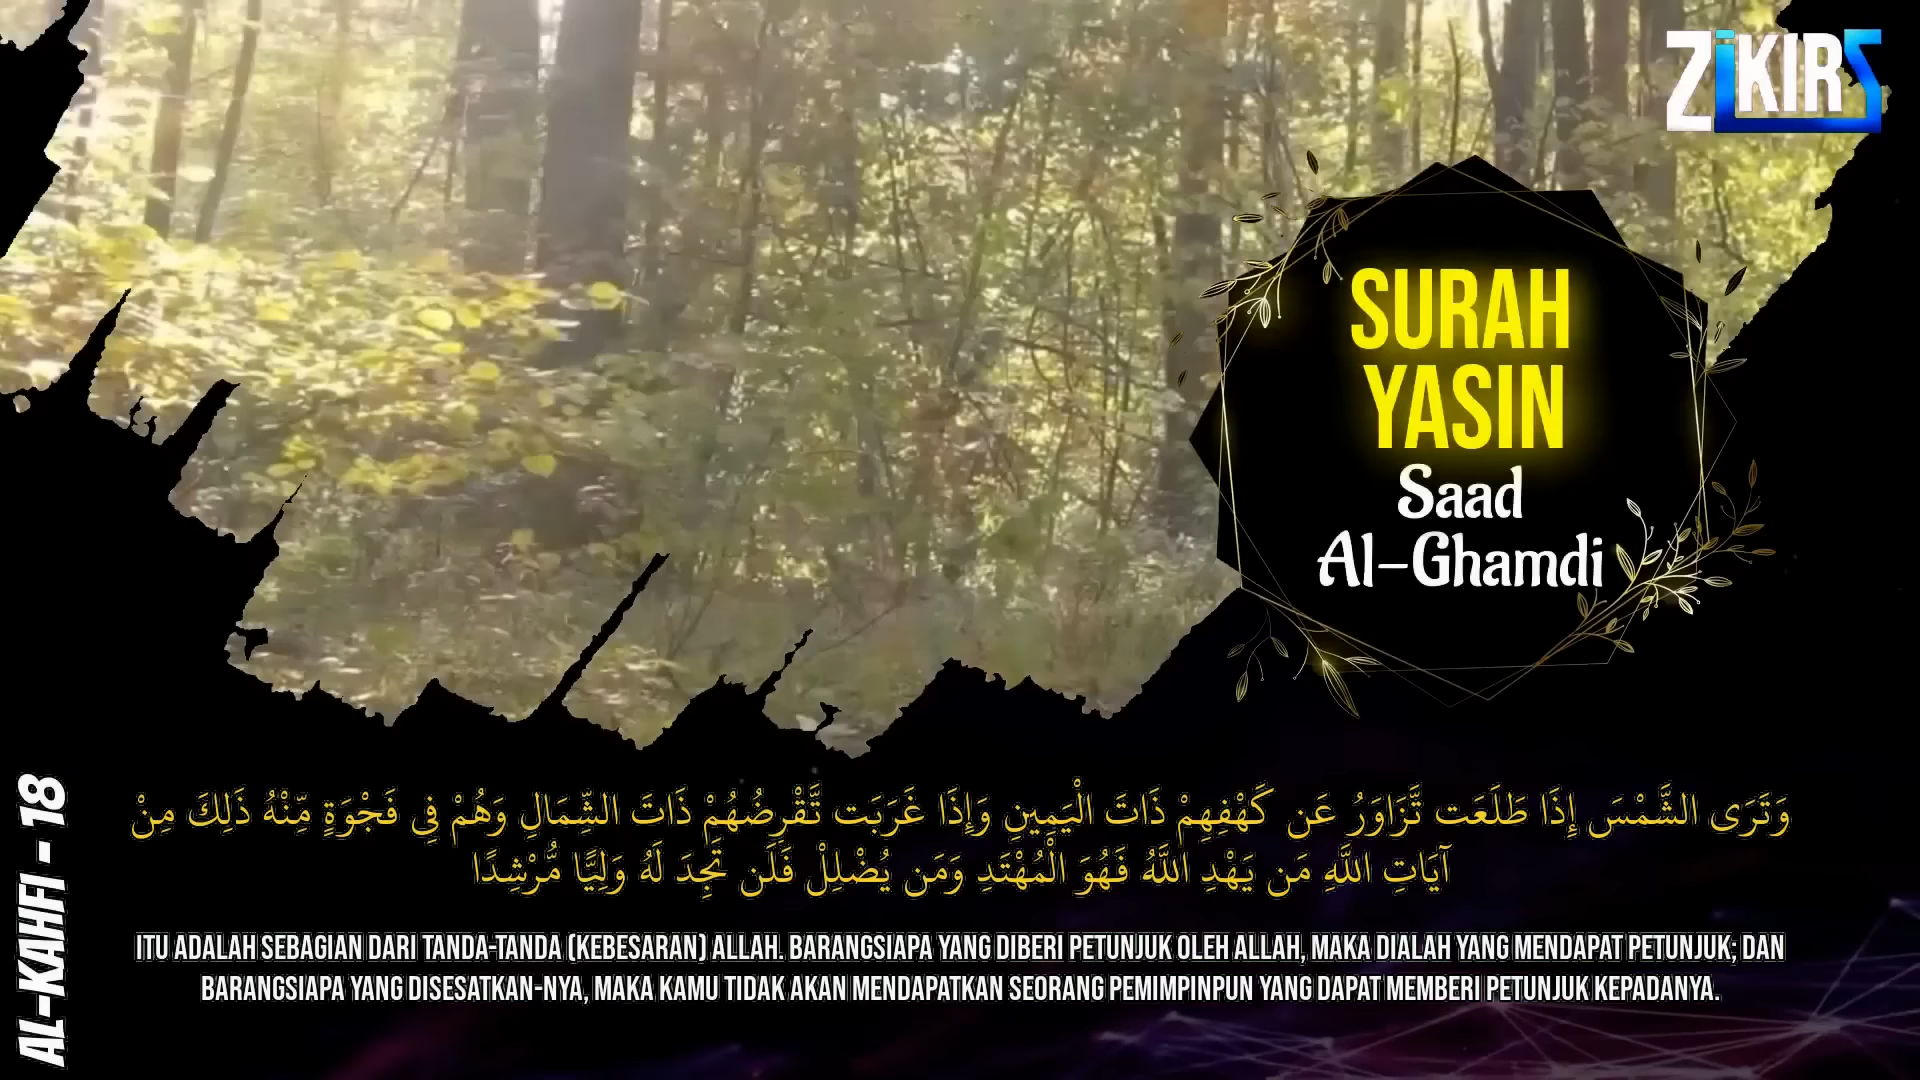 ZiKIRS
SURAH
YASIN
Saad
Al-Ghamdi
AL-KAHFI - 18
وَتَرَى الشَّمْسَ إِذَا طَلَعَت تَّزَاوَرُ عَن كَهْفِهِمْ ذَاتَ الْيَمِينِ وَإِذَا غَرَبَت تَّقْرِضُهُمْ ذَاتَ الشِّمَالِ وَهُمْ فِي فَجْوَةٍ مِّنْهُ ذَلِكَ مِنْ
آيَاتِ اللَّهِ مَن يَهْدِ اللَّهُ فَهُوَ الْمُهْتَدِ وَمَن يُضْلِلْ فَلَن تَجِدَ لَهُ وَلِيًّا مُّرْشِدًا
ITU ADALAH SEBAGIAN DARI TANDA-TANDA (KEBESARAN) ALLAH. BARANGSIAPA YANG DIBERI PETUNJUK OLEH ALLAH, MAKA DIALAH YANG MENDAPAT PETUNJUK; DAN
BARANGSIAPA YANG DISESATKAN-NYA, MAKA KAMU TIDAK AKAN MENDAPATKAN SEORANG PEMIMPINPUN YANG DAPAT MEMBERI PETUNJUK KEPADANYA.